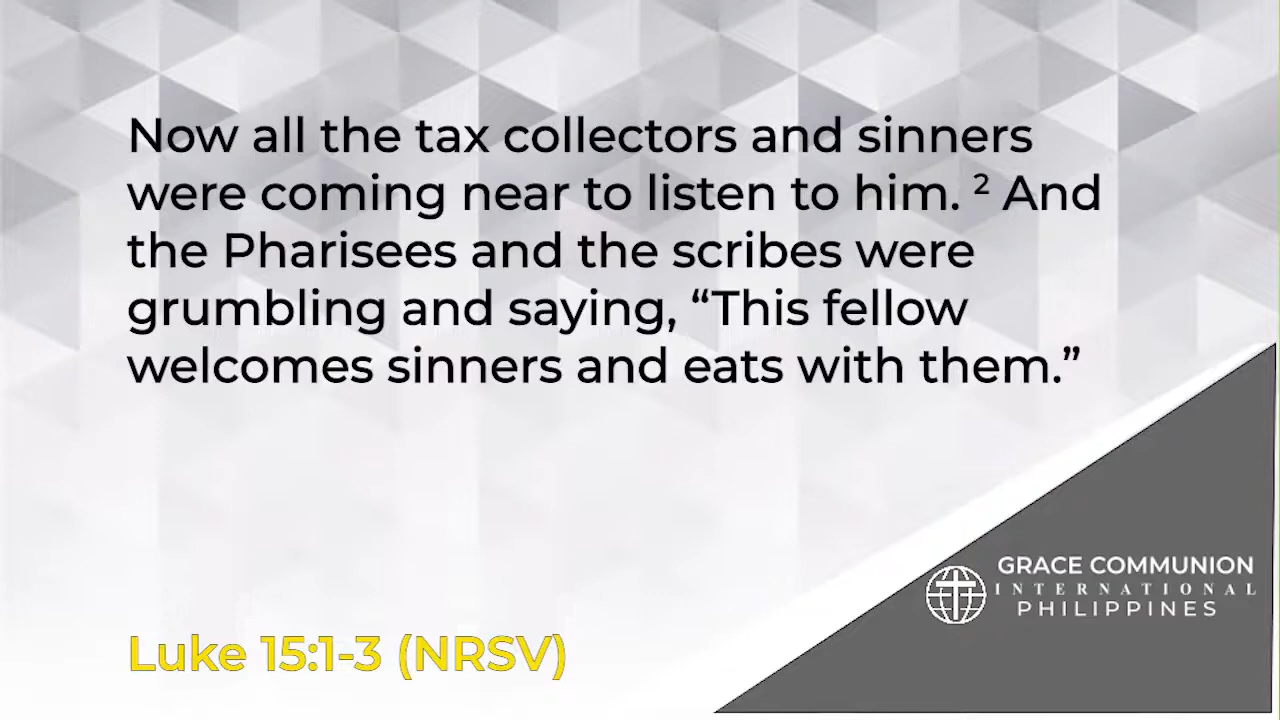 Now all the tax collectors and sinners
were coming near to listen to him. ² And
the Pharisees and the scribes were
grumbling and saying, “This fellow
welcomes sinners and eats with them.”
GRACE COMMUNION
INTERNATIONAL
PHILIPPINES
Luke 15:1-3 (NRSV)